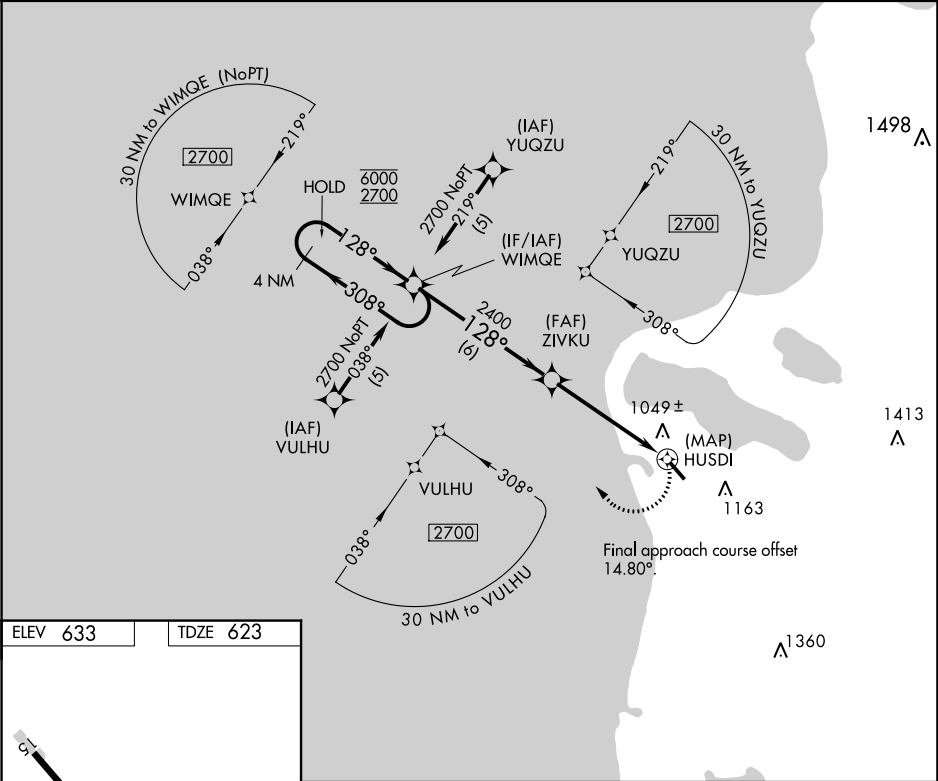 30 NM to WIMQE (NoPT)
219°
2700
WIMQE
038°
HOLD
6000
2700
4 NM
128°
308°
(IAF)
YUQZU
2700 NoPT
219°
(5)
(IF/IAF)
WIMQE
2700 NoPT
038°
(5)
(IAF)
VULHU
2400
128°
(6)
(FAF)
ZIVKU
219°
30 NM to YUQZU
2700
YUQZU
308°
1498
1049±
(MAP)
HUSDI
1413
1163
Final approach course offset
14.80°.
VULHU
308°
038°
2700
30 NM to VULHU
1360
ELEV 633
TDZE 623
15